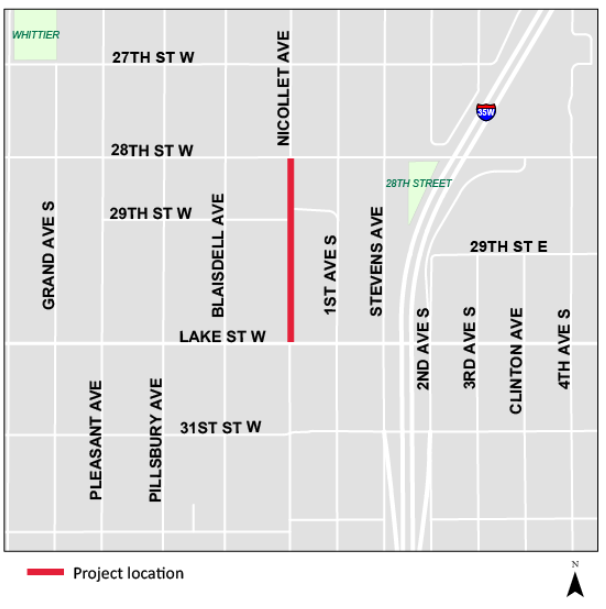 WHITTIER
27TH ST W
NICOLLET AVE
35W
28TH ST W
28TH STREET
GRAND AVE S
29TH ST W
BLAISDELL AVE
1ST AVE S
STEVENS AVE
29TH ST E
LAKE ST W
2ND AVE S
3RD AVE S
CLINTON AVE
4TH AVE S
PLEASANT AVE
PILLSBURY AVE
31ST ST W
Project location
N